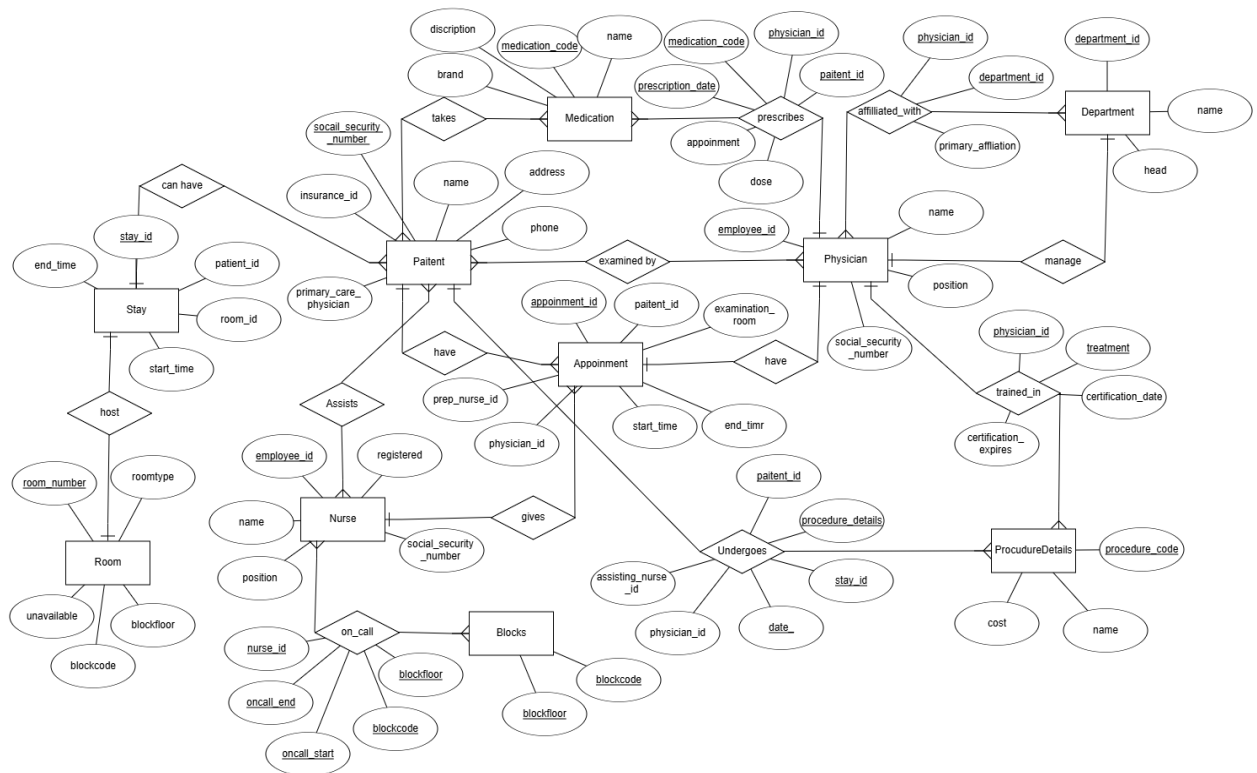 discription
medication_code
name
brand
takes
Medication
medication_code
physician_id
paitent_id
prescription_date
prescribes
appoinment
dose
physician_id
department_id
department_id
affilliated_with
Department
name
primary_affliation
head
socail_security
_number
name
address
insurance_id
phone
can have
stay_id
end_time
patient_id
Stay
room_id
start_time
Paitent
primary_care_
physician
examined by
employee_id
name
Physician
position
manage
social_security
_number
appoinment_id
paitent_id
examination_
room
have
Appoinment
have
prep_nurse_id
physician_id
start_time
end_timr
physician_id
treatment
trained_in
certification_date
certification_
expires
host
Assists
room_number
roomtype
Room
unavailable
blockfloor
blockcode
employee_id
registered
name
Nurse
social_security
_number
position
gives
paitent_id
procedure_details
Undergoes
assisting_nurse
_id
stay_id
physician_id
date_
ProcudureDetails
procedure_code
cost
name
on_call
Blocks
nurse_id
blockfloor
oncall_end
blockcode
oncall_start
blockcode
blockfloor